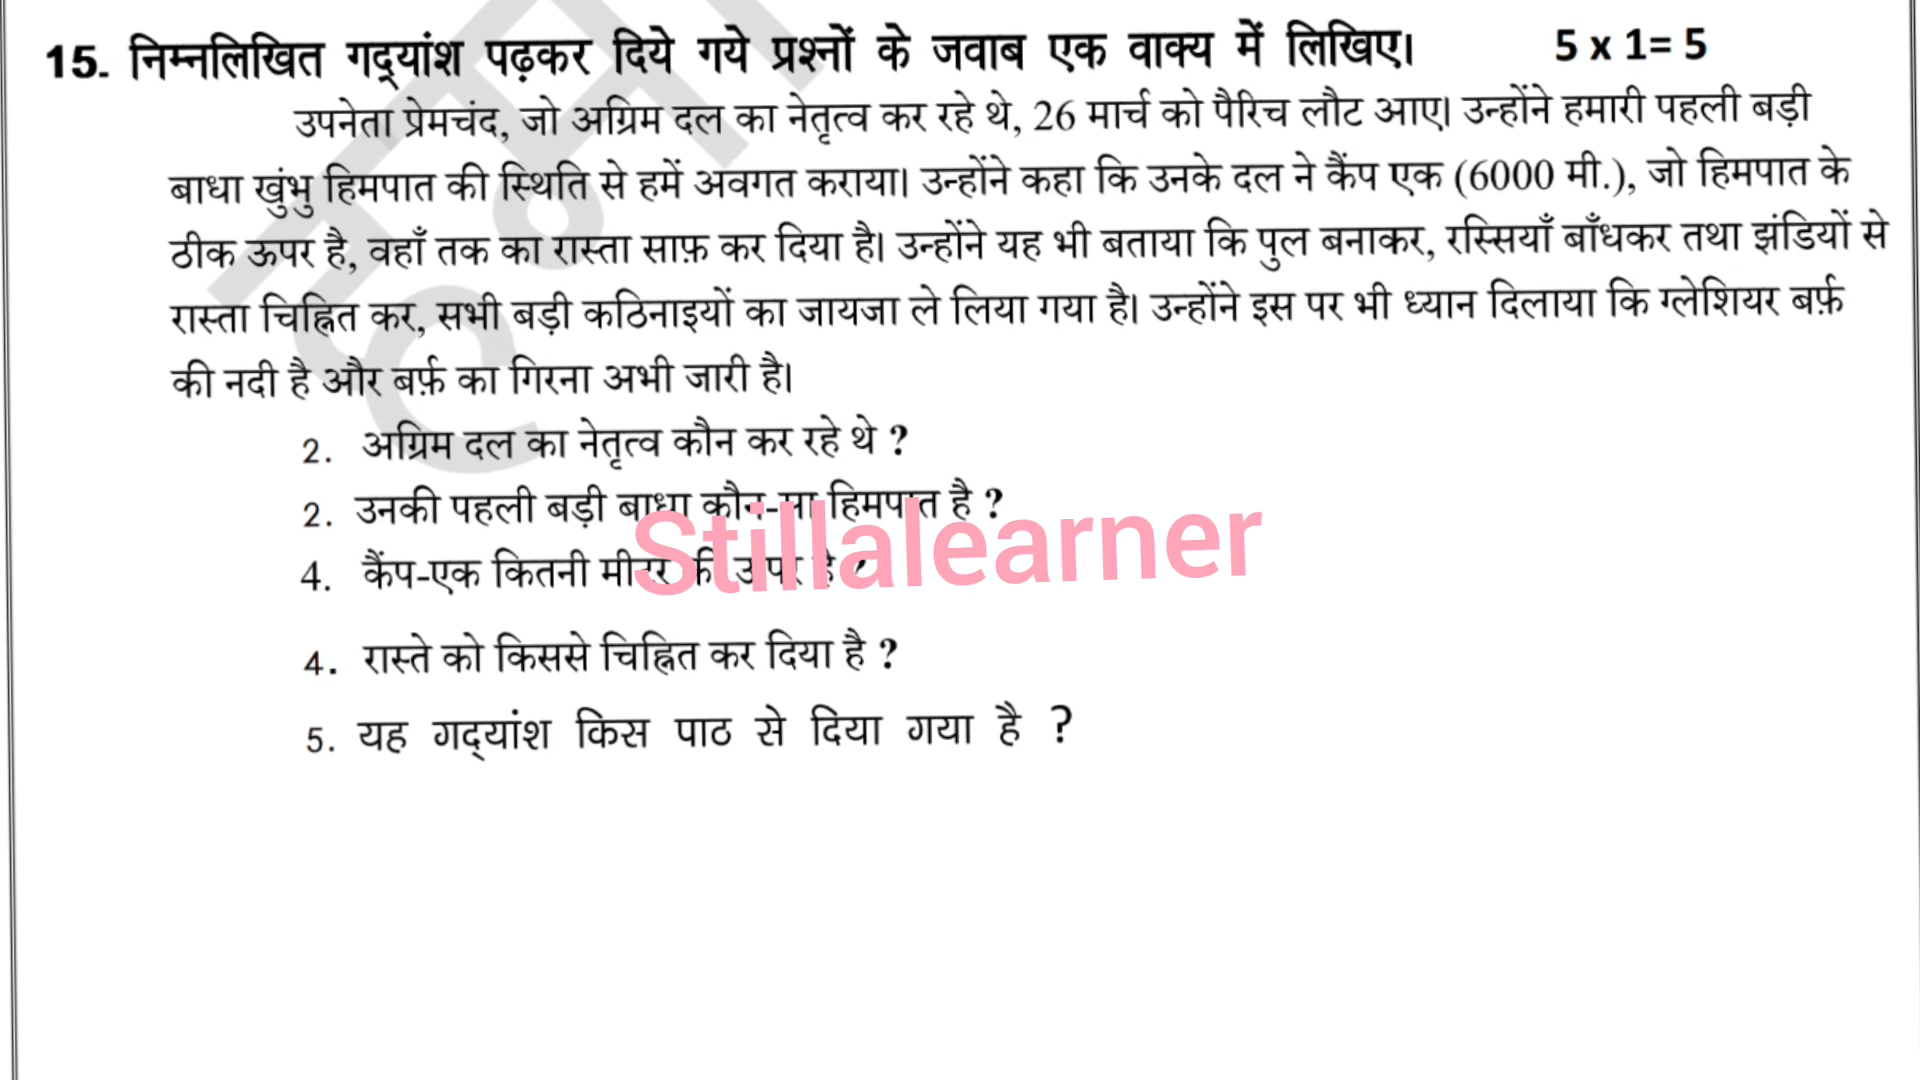 15. निम्नलिखित गद्यांश पढ़कर दिये गये प्रश्नों के जवाब एक वाक्य में लिखिए। 5 x 1= 5
उपनेता प्रेमचंद, जो अग्रिम दल का नेतृत्व कर रहे थे, 26 मार्च को पैरिच लौट आए। उन्होंने हमारी पहली बड़ी
बाधा खुंभु हिमपात की स्थिति से हमें अवगत कराया। उन्होंने कहा कि उनके दल ने कैंप एक (6000 मी.), जो हिमपात के
ठीक ऊपर है, वहाँ तक का रास्ता साफ़ कर दिया है। उन्होंने यह भी बताया कि पुल बनाकर, रस्सियाँ बाँधकर तथा झंडियों से
रास्ता चिह्नित कर, सभी बड़ी कठिनाइयों का जायजा ले लिया गया है। उन्होंने इस पर भी ध्यान दिलाया कि ग्लेशियर बर्फ़
की नदी है और बर्फ़ का गिरना अभी जारी है।
2. अग्रिम दल का नेतृत्व कौन कर रहे थे ?
2. उनकी पहली बड़ी बाधा कौन-सा हिमपात है ?
Stillalearner
4. कैंप-एक कितनी मीटर की ऊपर है ?
4. रास्ते को किससे चिह्नित कर दिया है ?
5. यह गद्यांश किस पाठ से दिया गया है ?